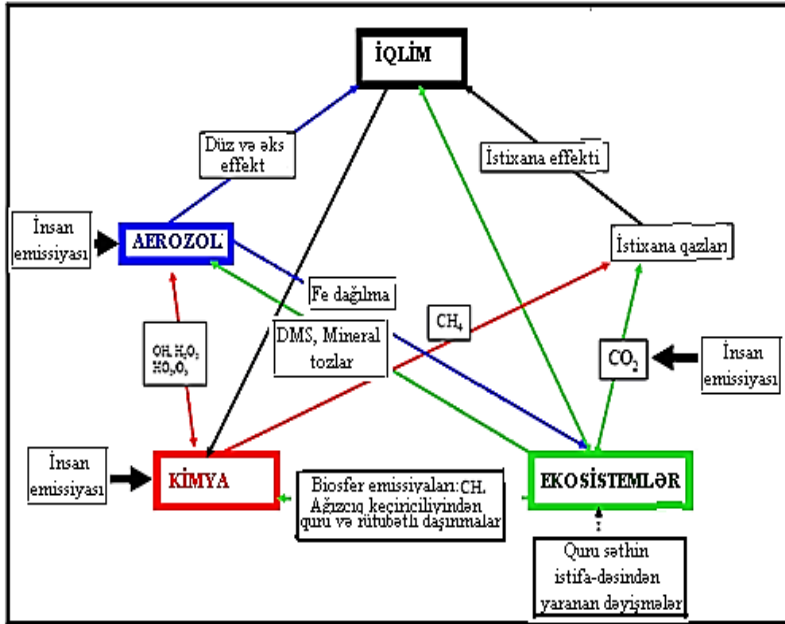 İQLİM
Düz və əks
effekt
İstixana effekti
İnsan
emissiyası
AEROZOL
İstixana qazları
Fe dağılma
CH₄
DMS, Mineral
tozlar
OH, H₂O₂
HO₂,O₃
CO₂
İnsan
emissiyası
İnsan
emissiyası
KİMYA
Biosfer emissiyaları:CH.
Ağızcıq keçiriciliyindən
quru və rütubətli daşınmalar
EKOSİSTEMLƏR
Quru səthin
istifa-dəsindən
yaranan dəyişmələr